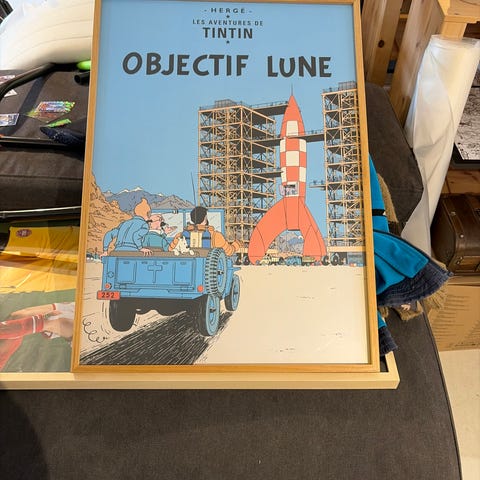 - HERGÉ -
LES AVENTURES DE
TINTIN
OBJECTIF LUNE
252